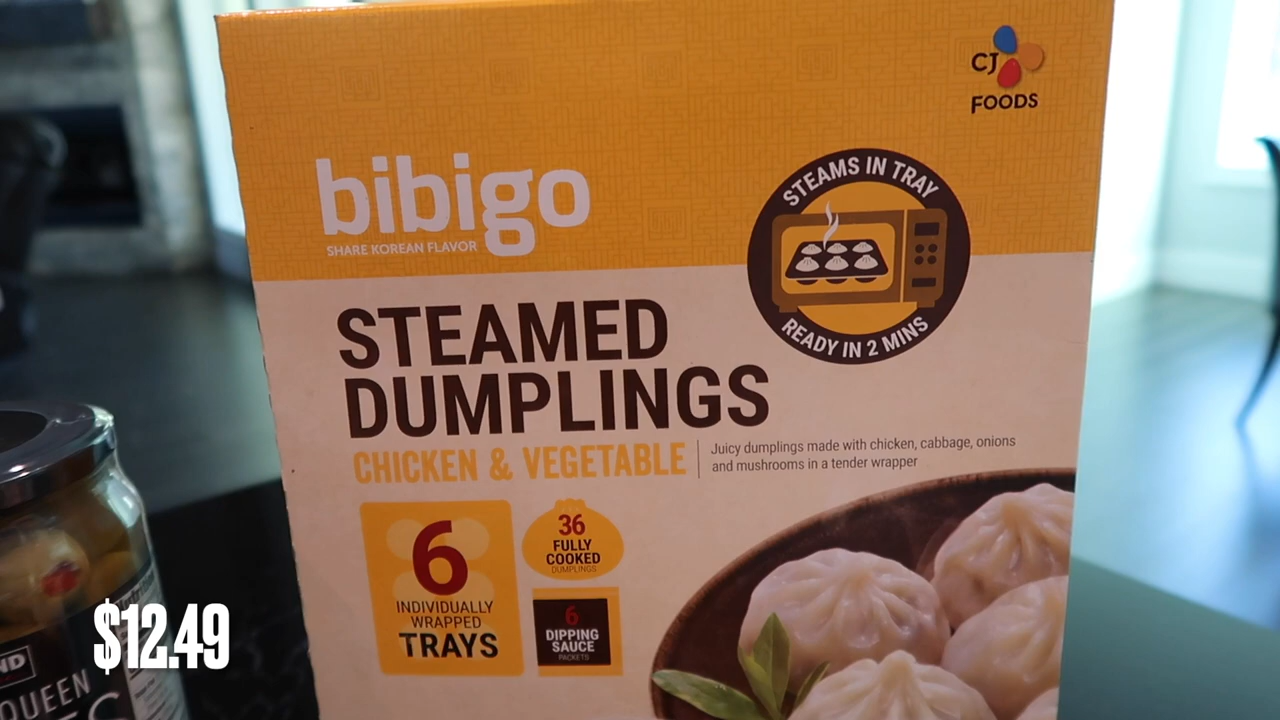 CJ
FOODS
bibigo
SHARE KOREAN FLAVOR
STEAMS IN TRAY
READY IN 2 MINS
STEAMED
DUMPLINGS
CHICKEN & VEGETABLE
Juicy dumplings made with chicken, cabbage, onions
and mushrooms in a tender wrapper
6
INDIVIDUALLY
WRAPPED
TRAYS
36
FULLY
COOKED
DUMPLINGS
6
DIPPING
SAUCE
PACKETS
$12.49
ND
QUEEN